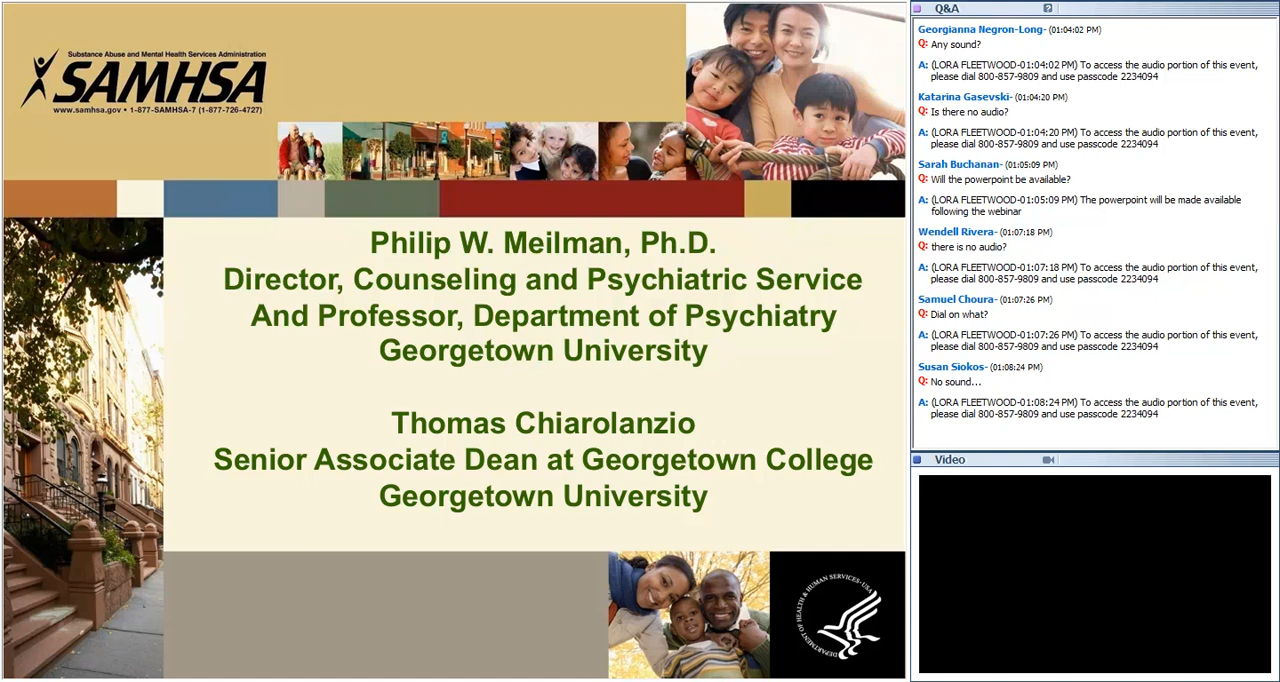 Substance Abuse and Mental Health Services Administration
SAMHSA
www.samhsa.gov • 1-877-SAMHSA-7 (1-877-726-4727)
Philip W. Meilman, Ph.D.
Director, Counseling and Psychiatric Service
And Professor, Department of Psychiatry
Georgetown University
Thomas Chiarolanzio
Senior Associate Dean at Georgetown College
Georgetown University
DEPARTMENT OF HEALTH & HUMAN SERVICES • USA
Q&A
?
Georgianna Negron-Long- (01:04:02 PM)
Q: Any sound?
A: (LORA FLEETWOOD-01:04:02 PM) To access the audio portion of this event,
please dial 800-857-9809 and use passcode 2234094
Katarina Gasevski- (01:04:20 PM)
Q: Is there no audio?
A: (LORA FLEETWOOD-01:04:20 PM) To access the audio portion of this event,
please dial 800-857-9809 and use passcode 2234094
Sarah Buchanan- (01:05:09 PM)
Q: Will the powerpoint be available?
A: (LORA FLEETWOOD-01:05:09 PM) The powerpoint will be made available
following the webinar
Wendell Rivera- (01:07:18 PM)
Q: there is no audio?
A: (LORA FLEETWOOD-01:07:18 PM) To access the audio portion of this event,
please dial 800-857-9809 and use passcode 2234094
Samuel Choura- (01:07:26 PM)
Q: Dial on what?
A: (LORA FLEETWOOD-01:07:26 PM) To access the audio portion of this event,
please dial 800-857-9809 and use passcode 2234094
Susan Siokos- (01:08:24 PM)
Q: No sound...
A: (LORA FLEETWOOD-01:08:24 PM) To access the audio portion of this event,
please dial 800-857-9809 and use passcode 2234094
Video